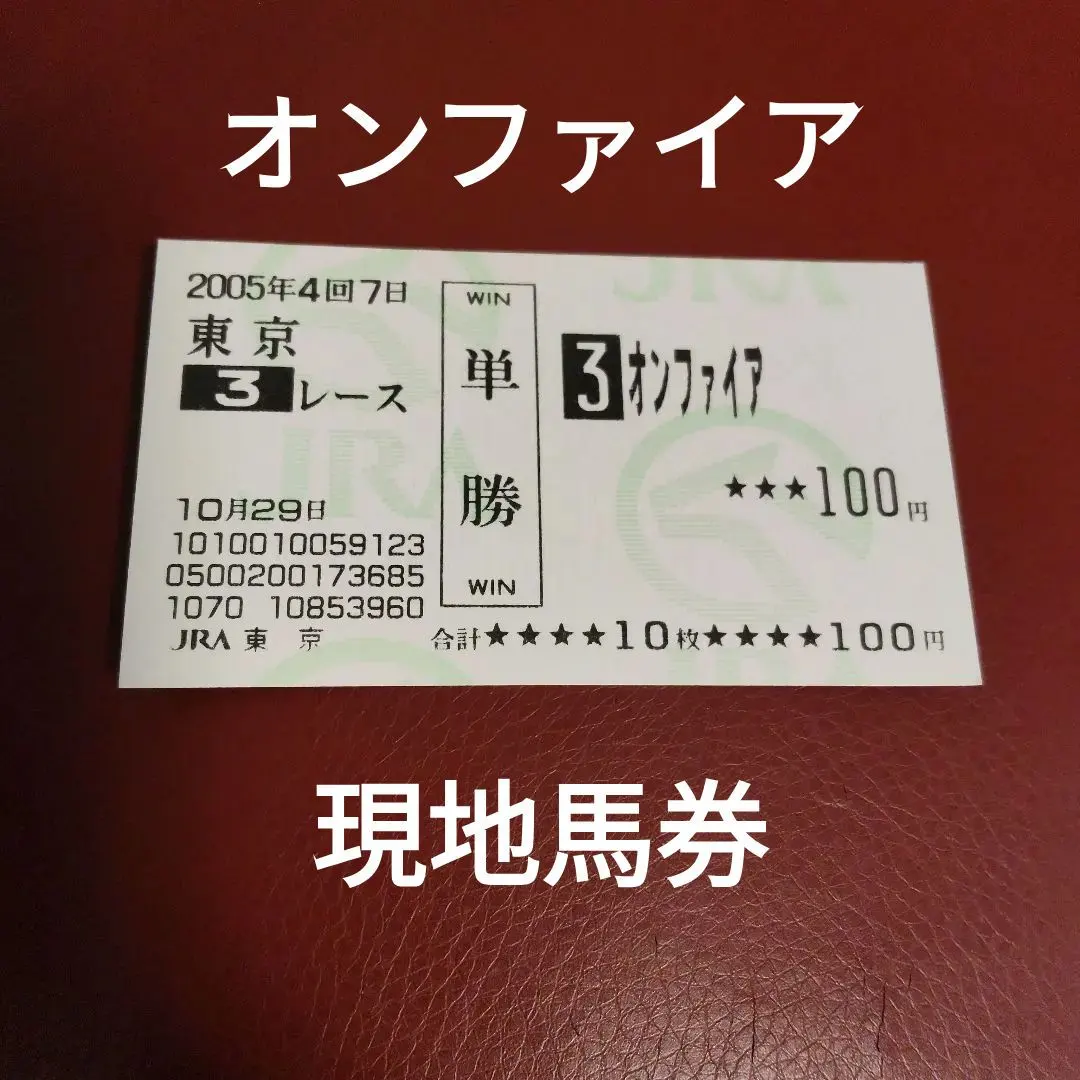 オンファイア
2005年4回7日
東京
3レース
WIN
単勝
WIN
3オンファイア
★★★100円
10月29日
1010010059123
0500200173685
1070 10853960
JRA 東京
合計★★★★10枚★★★★100円
現地馬券